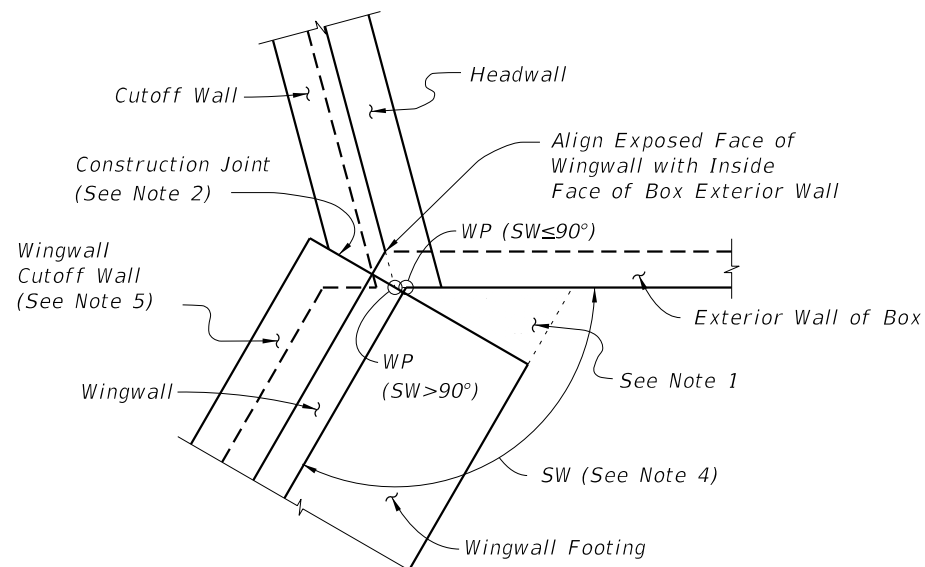 Headwall
Cutoff Wall
Align Exposed Face of
Wingwall with Inside
Face of Box Exterior Wall
Construction Joint
(See Note 2)
WP (SW≤90°)
Wingwall
Cutoff Wall
(See Note 5)
Exterior Wall of Box
WP
(SW>90°)
See Note 1
Wingwall
SW (See Note 4)
Wingwall Footing